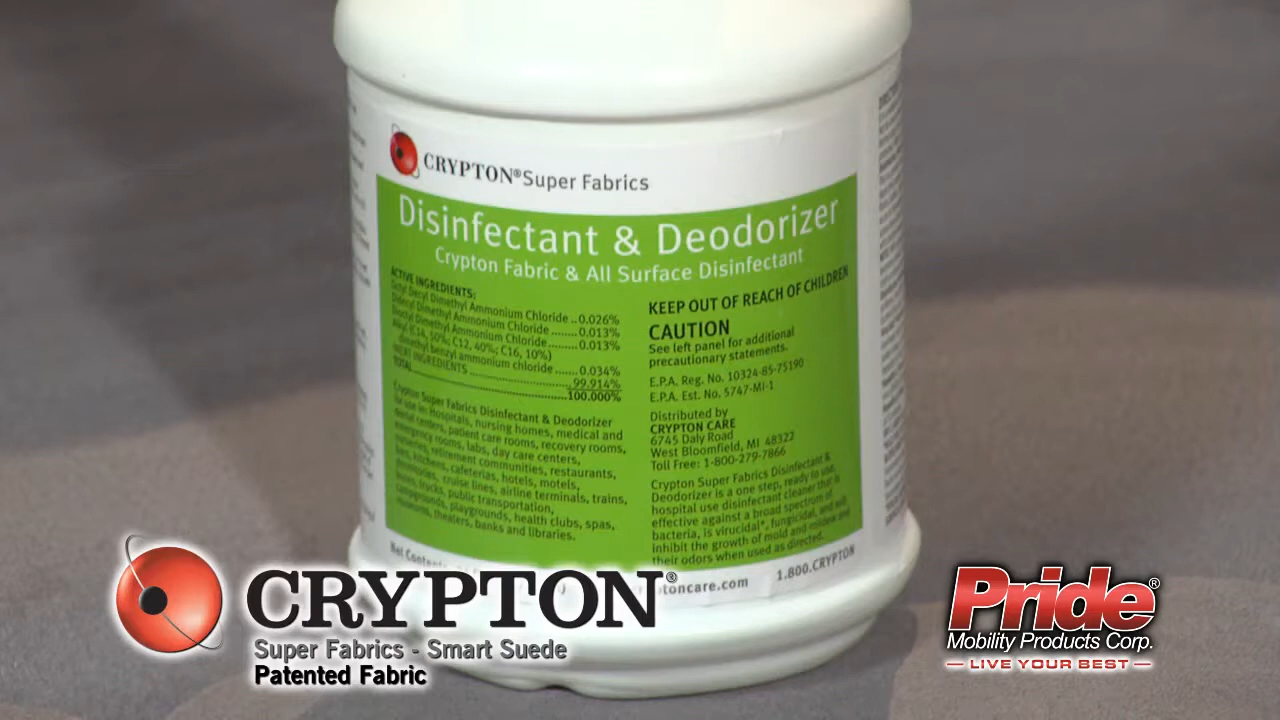 CRYPTON® Super Fabrics
Disinfectant & Deodorizer
Crypton Fabric & All Surface Disinfectant
ACTIVE INGREDIENTS:
Octyl Decyl Dimethyl Ammonium Chloride ..0.026%
Didecyl Dimethyl Ammonium Chloride .......0.013%
Dioctyl Dimethyl Ammonium Chloride........0.013%
Alkyl (C14, 50%; C12, 40%; C16, 10%)
dimethyl benzyl ammonium chloride ......0.034%
INERT INGREDIENTS 99.914%
TOTAL 100.000%
Crypton Super Fabrics Disinfectant & Deodorizer
for use in: Hospitals, nursing homes, medical and
dental centers, patient care rooms, recovery rooms,
emergency rooms, labs, day care centers,
retirement communities, restaurants,
kitchens, cafeterias, hotels, motels,
cruise lines, airline terminals, trains,
trucks, public transportation,
campgrounds, playgrounds, health clubs, spas,
theaters, banks and libraries.
KEEP OUT OF REACH OF CHILDREN
CAUTION
See left panel for additional
precautionary statements.
E.P.A. Reg. No. 10324-85-75190
E.P.A. Est. No. 5747-MI-1
Distributed by
CRYPTON CARE
6745 Daly Road
West Bloomfield, MI 48322
Toll Free: 1-800-279-7866
Crypton Super Fabrics Disinfectant &
Deodorizer is a one step, ready to use,
hospital use disinfectant cleaner that is
effective against a broad spectrum of
bacteria, is virucidal*, fungicidal, and will
inhibit the growth of mold and mildew and
their odors when used as directed.
Net
toncare.com 1.800.CRYPTON
CRYPTON®
Super Fabrics - Smart Suede
Patented Fabric
Pride®
Mobility Products Corp.
LIVE YOUR BEST